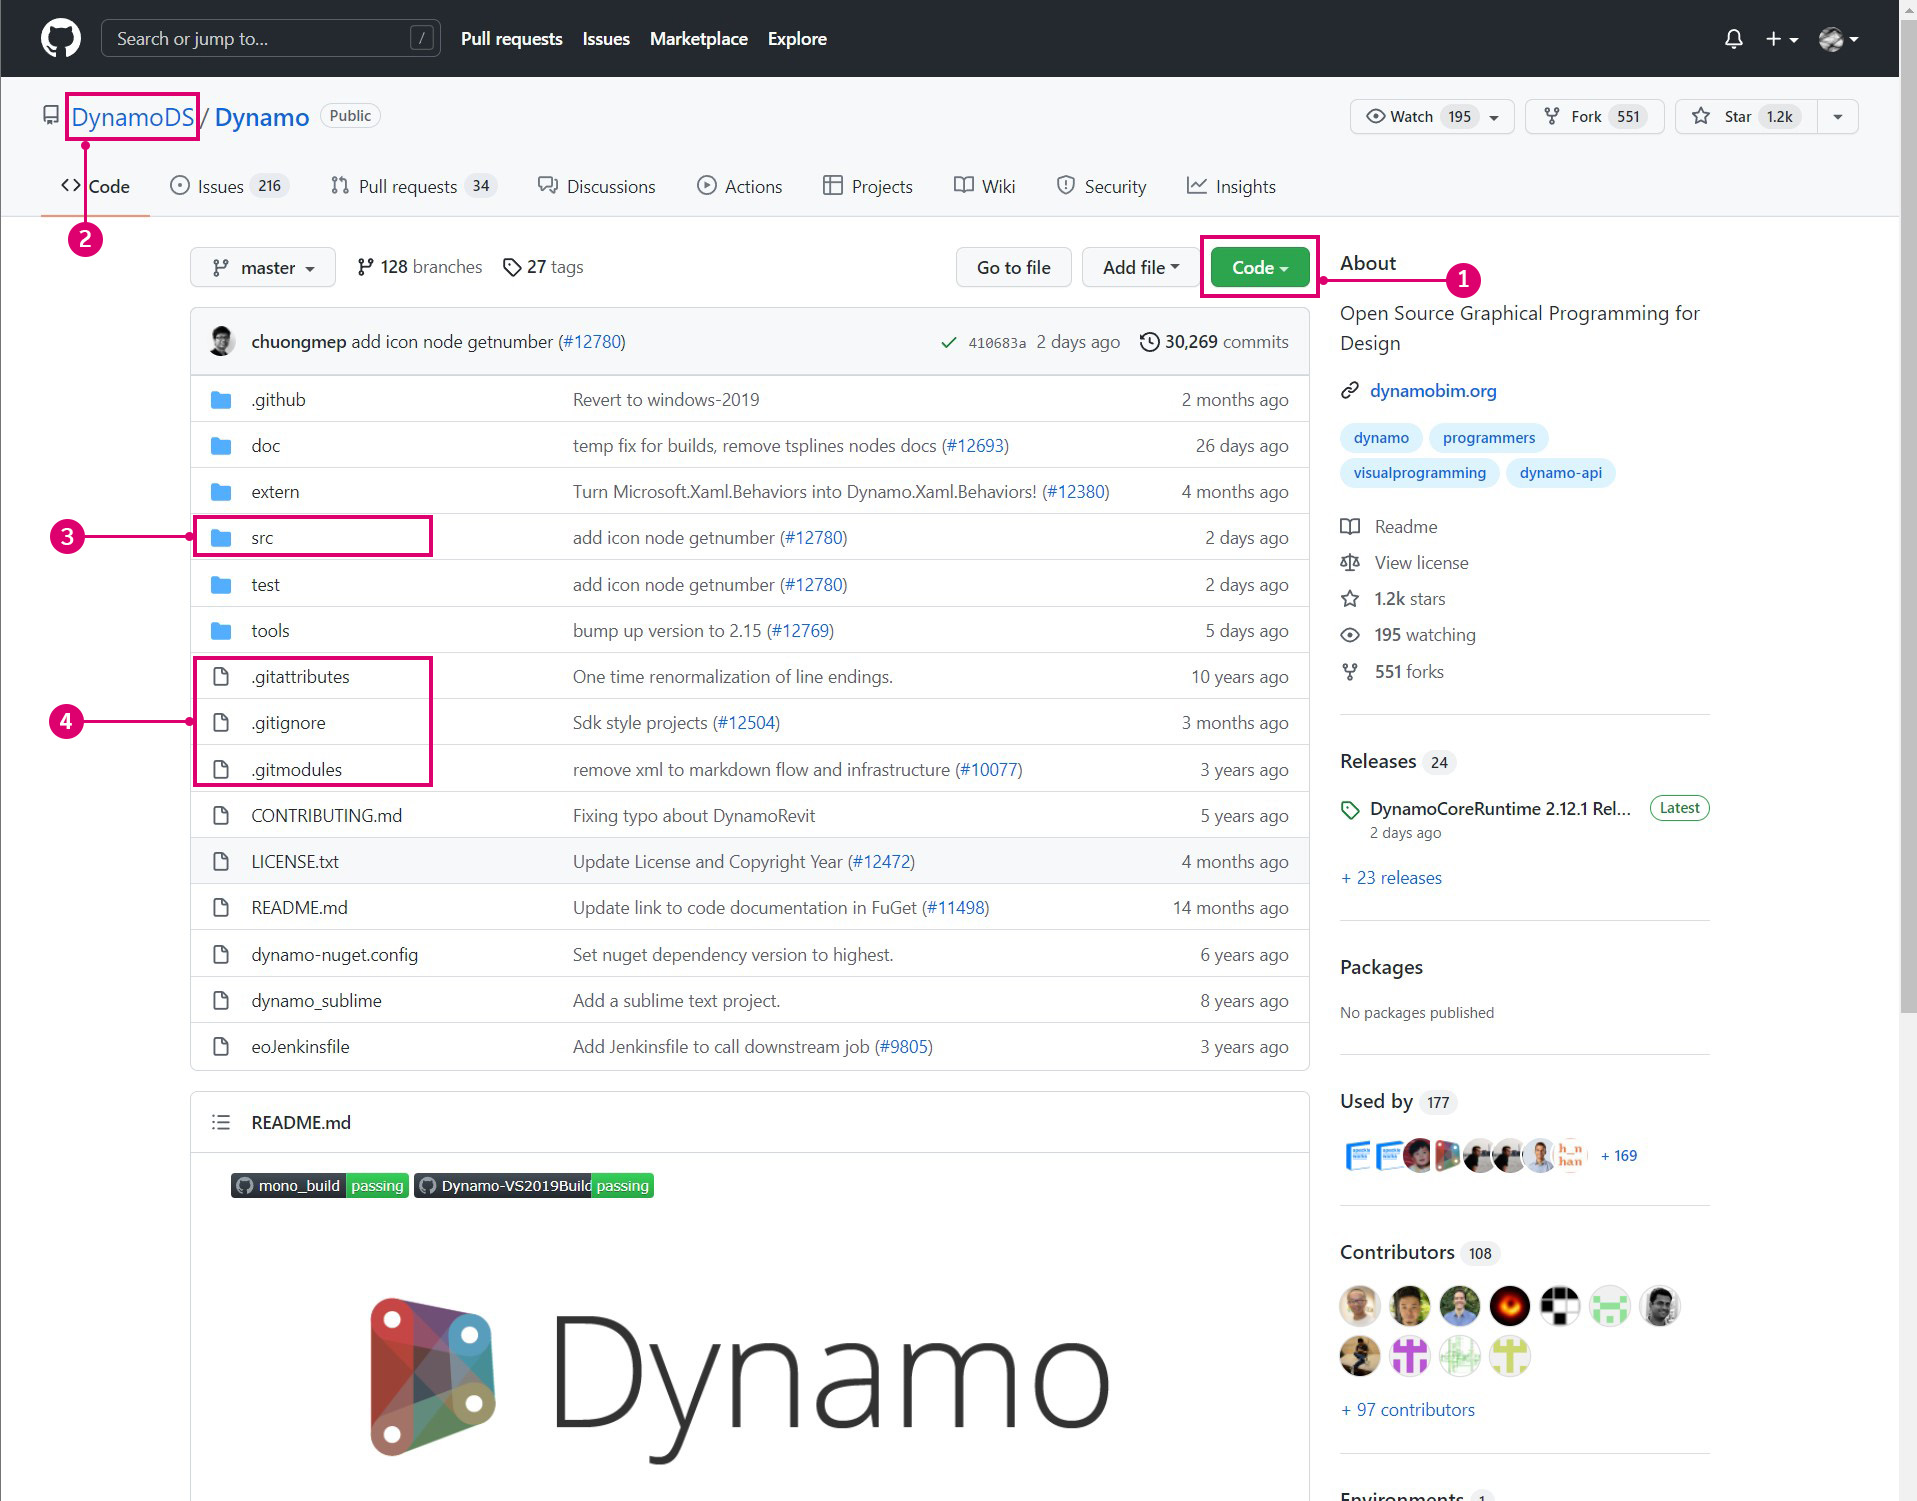 Search or jump to... /
Pull requests Issues Marketplace Explore
DynamoDS / Dynamo Public
Watch 195 Fork 551 Star 1.2k
Code Issues 216 Pull requests 34 Discussions Actions Projects Wiki Security Insights
2
master 128 branches 27 tags Go to file Add file Code
1
chuongmep add icon node getnumber (#12780) 410683a 2 days ago 30,269 commits
.github Revert to windows-2019 2 months ago
doc temp fix for builds, remove tsplines nodes docs (#12693) 26 days ago
extern Turn Microsoft.Xaml.Behaviors into Dynamo.Xaml.Behaviors! (#12380) 4 months ago
3
src add icon node getnumber (#12780) 2 days ago
test add icon node getnumber (#12780) 2 days ago
tools bump up version to 2.15 (#12769) 5 days ago
.gitattributes One time renormalization of line endings. 10 years ago
4
.gitignore Sdk style projects (#12504) 3 months ago
.gitmodules remove xml to markdown flow and infrastructure (#10077) 3 years ago
CONTRIBUTING.md Fixing typo about DynamoRevit 5 years ago
LICENSE.txt Update License and Copyright Year (#12472) 4 months ago
README.md Update link to code documentation in FuGet (#11498) 14 months ago
dynamo-nuget.config Set nuget dependency version to highest. 6 years ago
dynamo_sublime Add a sublime text project. 8 years ago
eoJenkinsfile Add Jenkinsfile to call downstream job (#9805) 3 years ago
README.md
mono_build passing Dynamo-VS2019Build passing
Dynamo
About
Open Source Graphical Programming for
Design
dynamobim.org
dynamo programmers
visualprogramming dynamo-api
Readme
View license
1.2k stars
195 watching
551 forks
Releases 24
DynamoCoreRuntime 2.12.1 Rel... Latest
2 days ago
+ 23 releases
Packages
No packages published
Used by 177
h_n
han
+ 169
Contributors 108
+ 97 contributors
Environments 1